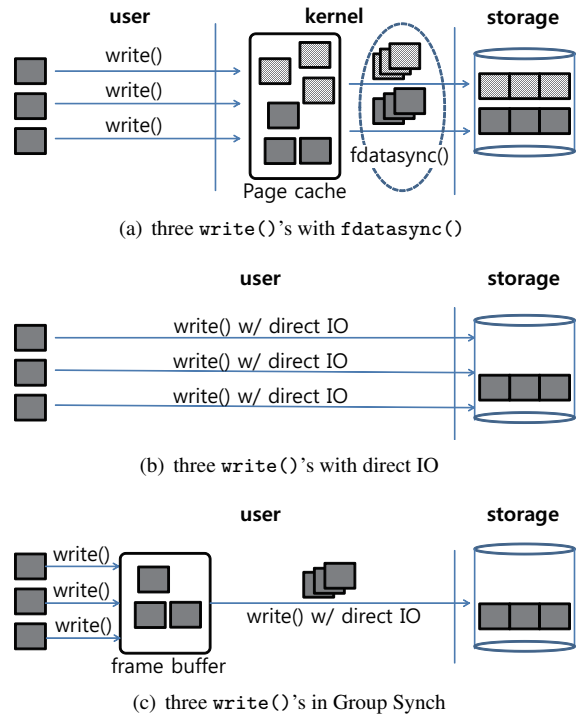 user kernel storage
write()
write()
write()
fdatasync()
Page cache
(a) three write()'s with fdatasync()
user storage
write() w/ direct IO
write() w/ direct IO
write() w/ direct IO
(b) three write()'s with direct IO
user storage
write()
write()
write()
write() w/ direct IO
frame buffer
(c) three write()'s in Group Synch